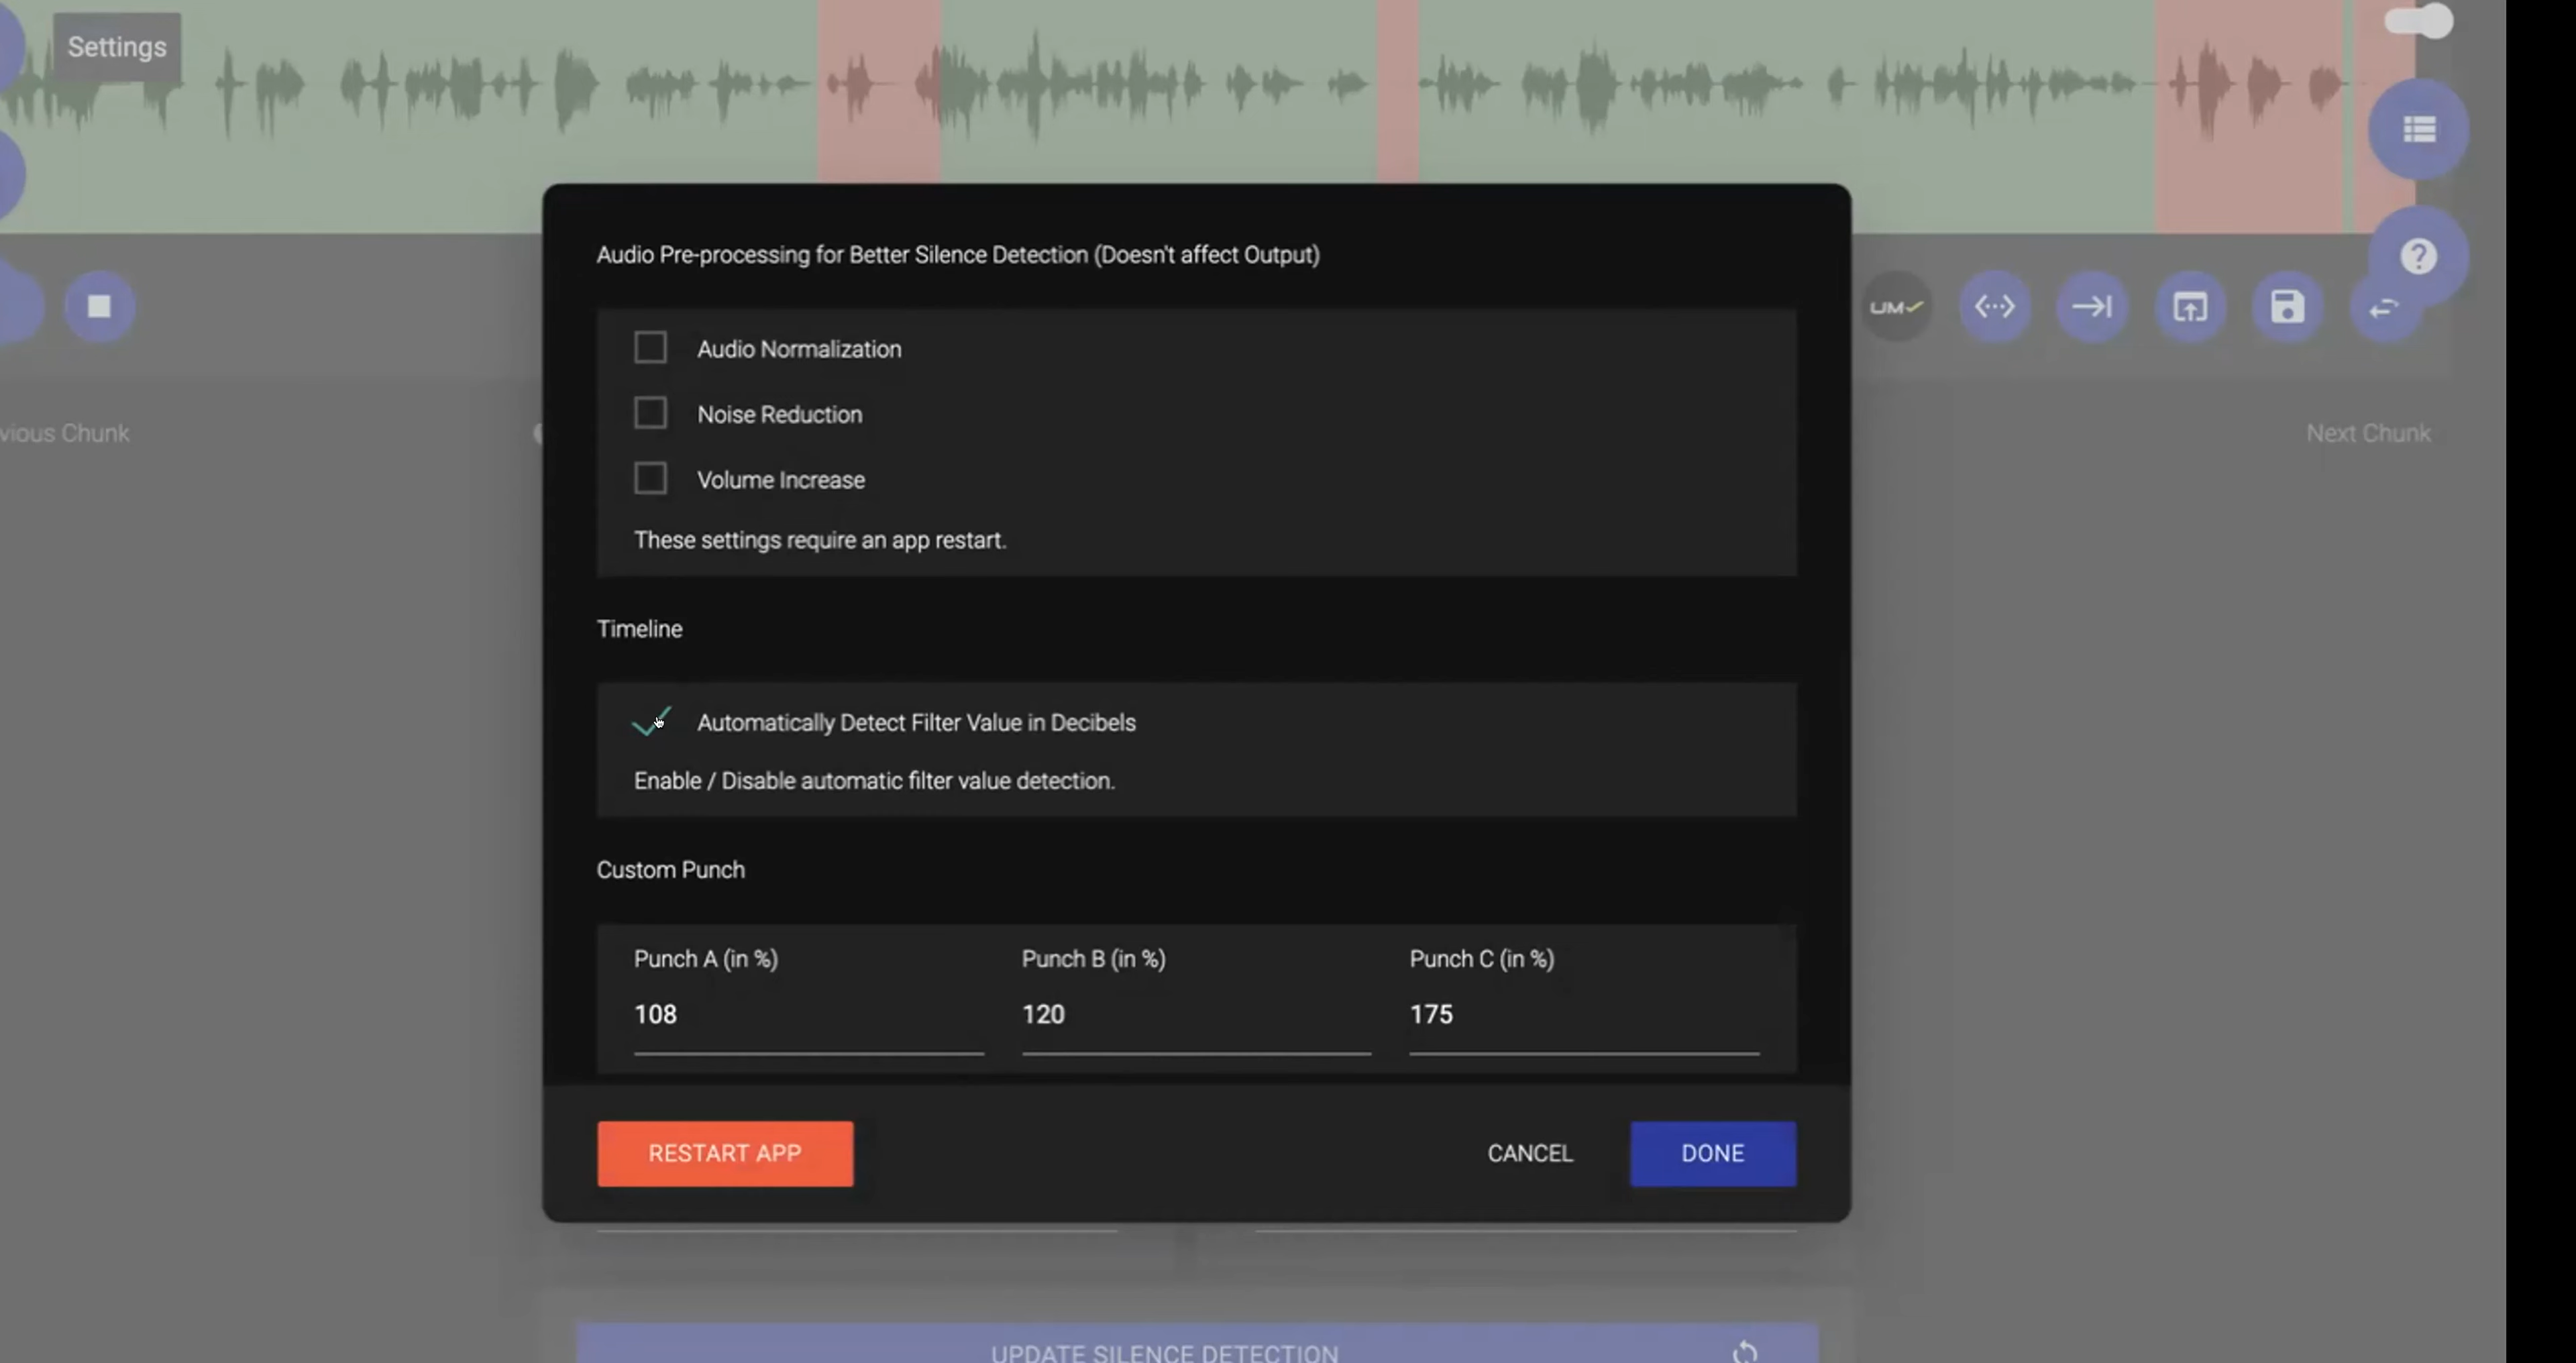 Settings
UM
vious Chunk
Next Chunk
Audio Pre-processing for Better Silence Detection (Doesn't affect Output)
Audio Normalization
Noise Reduction
Volume Increase
These settings require an app restart.
Timeline
Automatically Detect Filter Value in Decibels
Enable / Disable automatic filter value detection.
Custom Punch
Punch A (in %) Punch B (in %) Punch C (in %)
108 120 175
RESTART APP CANCEL DONE
UPDATE SILENCE DETECTION